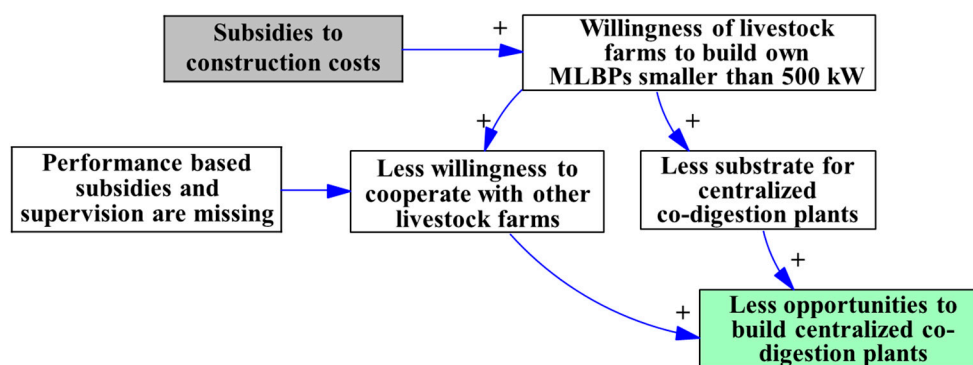 Subsidies to
construction costs
+
Willingness of livestock
farms to build own
MLBPs smaller than 500 kW
+
+
Performance based
subsidies and
supervision are missing
Less willingness to
cooperate with other
livestock farms
Less substrate for
centralized
co-digestion plants
+
+
Less opportunities to
build centralized co-
digestion plants